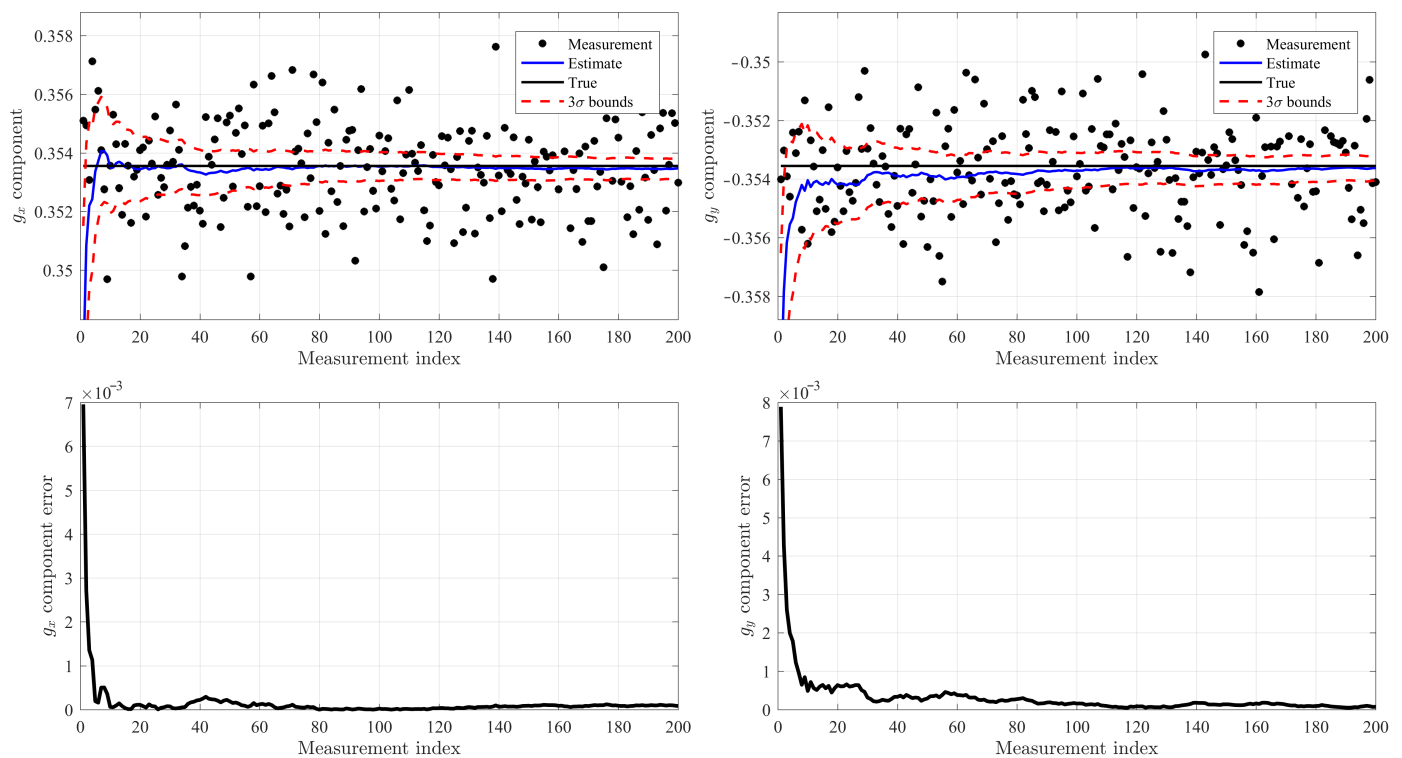 0.358
0.356
0.354
0.352
0.35
g_x component
Measurement
Estimate
True
3σ bounds
0 20 40 60 80 100 120 140 160 180 200
Measurement index
-0.35
-0.352
-0.354
-0.356
-0.358
g_y component
Measurement
Estimate
True
3σ bounds
0 20 40 60 80 100 120 140 160 180 200
Measurement index
×10⁻³
7
6
5
4
3
2
1
0
g_x component error
0 20 40 60 80 100 120 140 160 180 200
Measurement index
×10⁻³
8
7
6
5
4
3
2
1
0
g_y component error
0 20 40 60 80 100 120 140 160 180 200
Measurement index